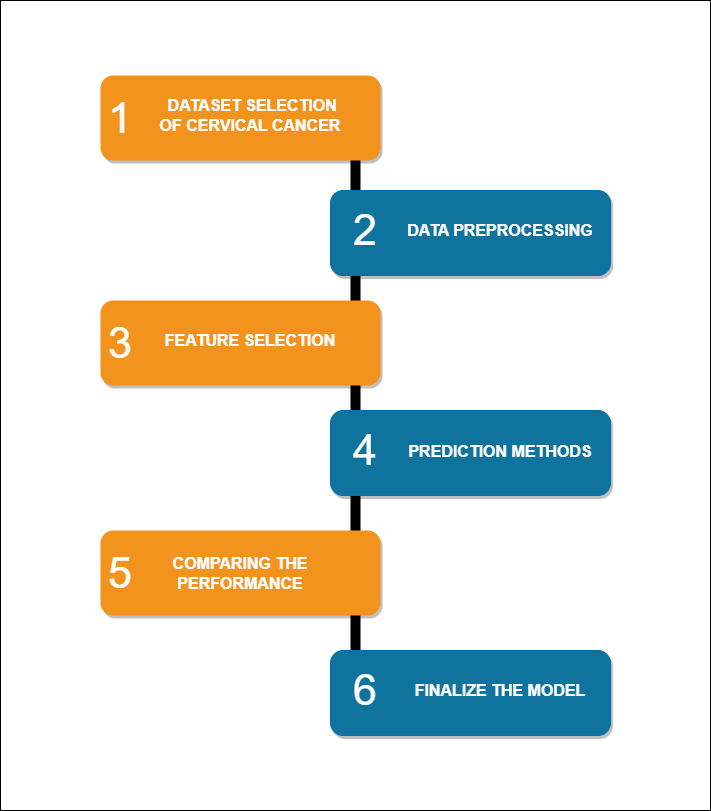 1
DATASET SELECTION
OF CERVICAL CANCER
2
DATA PREPROCESSING
3
FEATURE SELECTION
4
PREDICTION METHODS
5
COMPARING THE
PERFORMANCE
6
FINALIZE THE MODEL